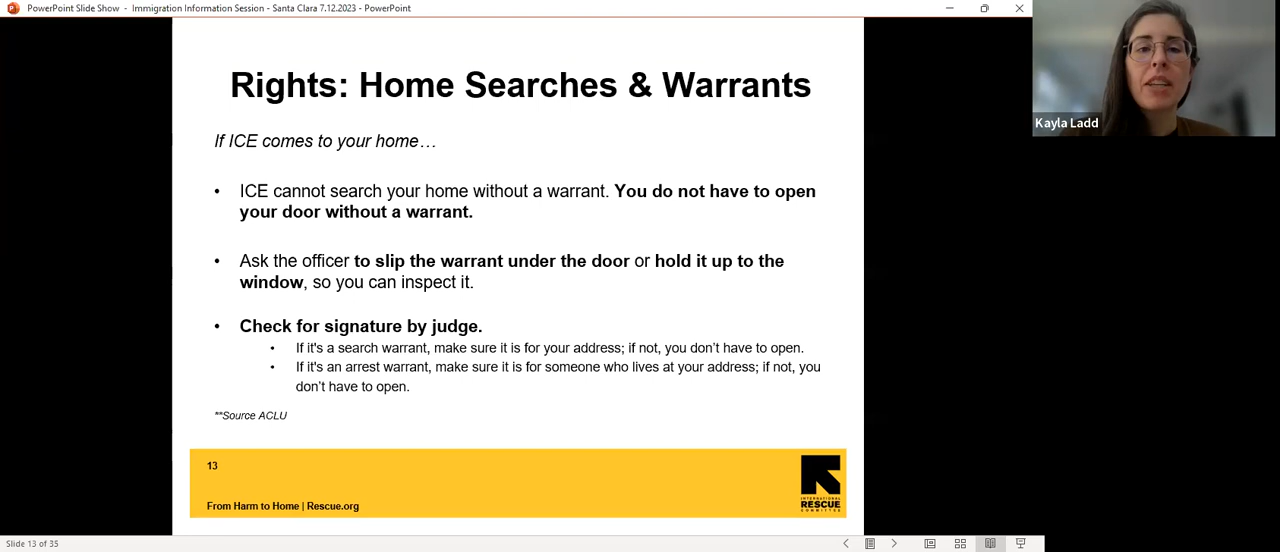 PowerPoint Slide Show - Immigration Information Session - Santa Clara 7.12.2023 - PowerPoint
Kayla Ladd
Rights: Home Searches & Warrants
If ICE comes to your home…
• ICE cannot search your home without a warrant. You do not have to open
your door without a warrant.
• Ask the officer to slip the warrant under the door or hold it up to the
window, so you can inspect it.
• Check for signature by judge.
• If it's a search warrant, make sure it is for your address; if not, you don’t have to open.
• If it's an arrest warrant, make sure it is for someone who lives at your address; if not, you
don’t have to open.
**Source ACLU
13
From Harm to Home | Rescue.org
INTERNATIONAL
RESCUE
COMMITTEE
Slide 13 of 35